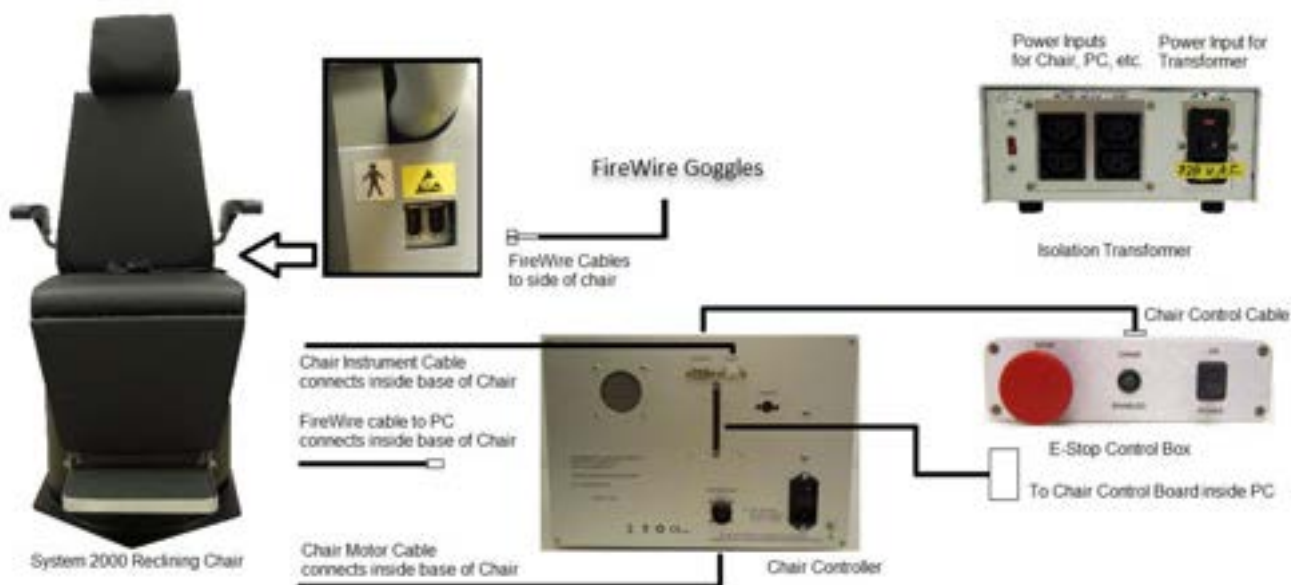 Power Inputs
for Chair, PC, etc.
Power Input for
Transformer
FireWire Goggles
Isolation Transformer
FireWire Cables
to side of chair
Chair Control Cable
Chair Instrument Cable
connects inside base of Chair
FireWire cable to PC
connects inside base of Chair
E-Stop Control Box
To Chair Control Board inside PC
System 2000 Reclining Chair
Chair Motor Cable
connects inside base of Chair
Chair Controller